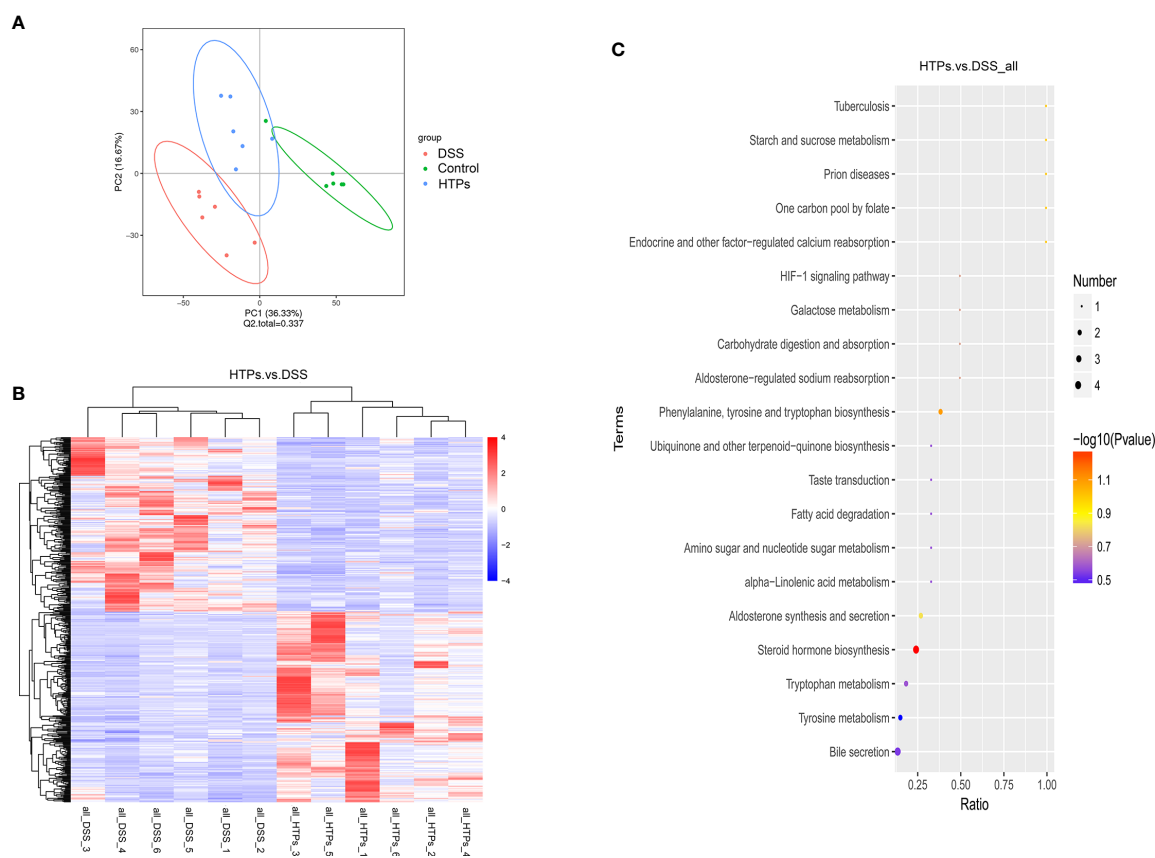 A
60
30
0
−30
PC2 (16.67%)
−50
0
50
PC1 (36.33%)
Q2.total=0.337
group
DSS
Control
HTPs
B
HTPs.vs.DSS
4
2
0
−2
−4
all_DSS_3
all_DSS_4
all_DSS_6
all_DSS_5
all_DSS_1
all_DSS_2
all_HTPs_3
all_HTPs_5
all_HTPs_1
all_HTPs_6
all_HTPs_2
all_HTPs_4
C
HTPs.vs.DSS_all
Terms
Tuberculosis
Starch and sucrose metabolism
Prion diseases
One carbon pool by folate
Endocrine and other factor-regulated calcium reabsorption
HIF−1 signaling pathway
Galactose metabolism
Carbohydrate digestion and absorption
Aldosterone-regulated sodium reabsorption
Phenylalanine, tyrosine and tryptophan biosynthesis
Ubiquinone and other terpenoid-quinone biosynthesis
Taste transduction
Fatty acid degradation
Amino sugar and nucleotide sugar metabolism
alpha-Linolenic acid metabolism
Aldosterone synthesis and secretion
Steroid hormone biosynthesis
Tryptophan metabolism
Tyrosine metabolism
Bile secretion
0.25
0.50
0.75
1.00
Ratio
Number
1
2
3
4
−log10(Pvalue)
1.1
0.9
0.7
0.5